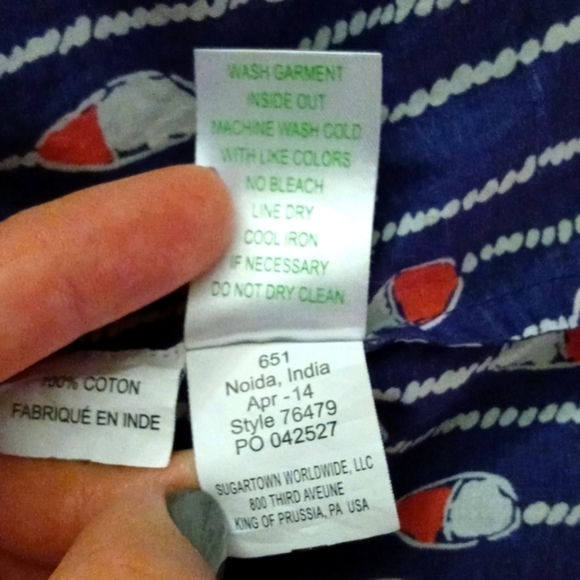 WASH GARMENT
INSIDE OUT
MACHINE WASH COLD
WITH LIKE COLORS
NO BLEACH
LINE DRY
COOL IRON
IF NECESSARY
DO NOT DRY CLEAN
100% COTON
FABRIQUÉ EN INDE
651
Noida, India
Apr -14
Style 76479
PO 042527
SUGARTOWN WORLDWIDE, LLC
800 THIRD AVEUNE
KING OF PRUSSIA, PA USA